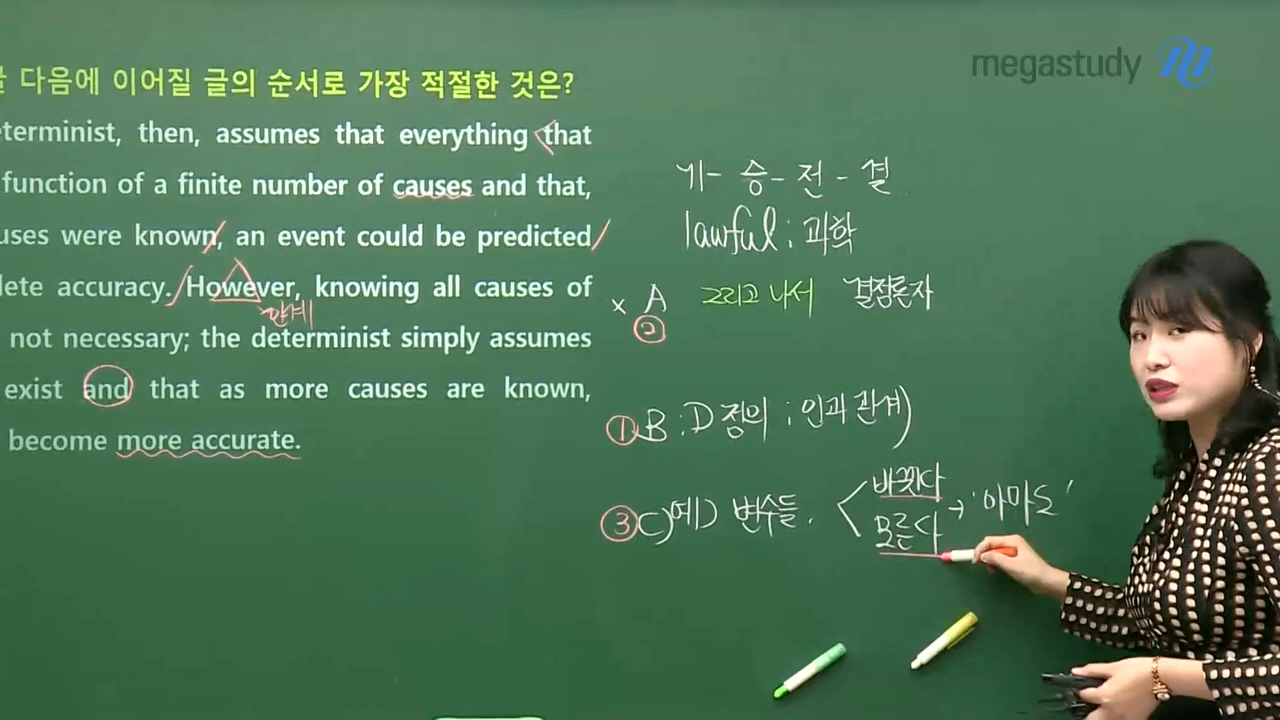 megastudy
다음에 이어질 글의 순서로 가장 적절한 것은?
terminist, then, assumes that everything that
function of a finite number of causes and that,
uses were known, an event could be predicted
lete accuracy. However, knowing all causes of
한계
not necessary; the determinist simply assumes
exist and that as more causes are known,
become more accurate.
기 - 승 - 전 - 결
lawful ; 과학
x A 그리고 나서 결정론자
②
① B : D 정의 ; 인과 관계)
③ C) 예) 변수들. < 바꿨다
모른다 → '아마도'